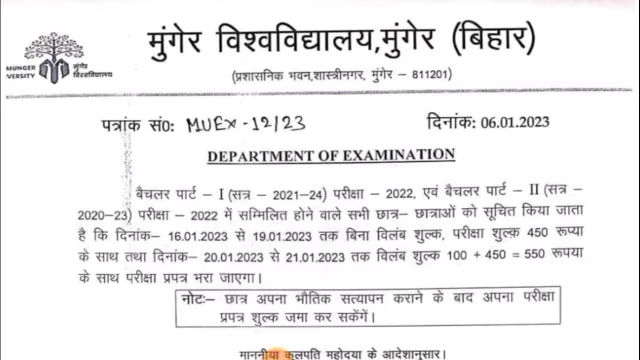 मुंगेर विश्वविद्यालय,मुंगेर (बिहार)
MUNGER
VERSITY
मुंगेर
विश्वविद्यालय
(प्रशासनिक भवन,शास्त्रीनगर, मुंगेर – 811201)
पत्रांक सं0: MUEX-12/23
दिनांक: 06.01.2023
DEPARTMENT OF EXAMINATION
बैचलर पार्ट – I (सत्र – 2021-24) परीक्षा – 2022, एवं बैचलर पार्ट – II (सत्र –
2020-23) परीक्षा – 2022 में सम्मिलित होने वाले सभी छात्र– छात्राओं को सूचित किया जाता
है कि दिनांक– 16.01.2023 से 19.01.2023 तक बिना विलंब शुल्क, परीक्षा शुल्क 450 रूप्या
के साथ तथा दिनांक– 20.01.2023 से 21.01.2023 तक विलंब शुल्क 100 + 450 = 550 रूपया
के साथ परीक्षा प्रपत्र भरा जाएगा।
नोटः– छात्र अपना भौतिक सत्यापन कराने के बाद अपना परीक्षा
प्रपत्र शुल्क जमा कर सकेंगें।
माननीया कुलपति महोदया के आदेशानुसार।